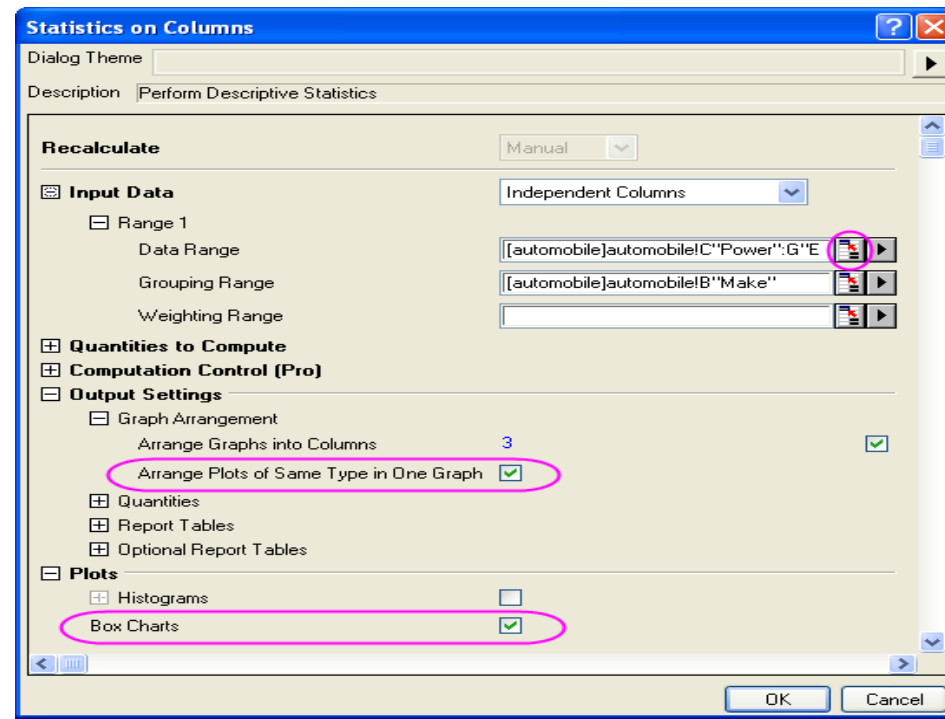 Statistics on Columns
Dialog Theme
Description Perform Descriptive Statistics
Recalculate Manual
Input Data Independent Columns
Range 1
Data Range [automobile]automobile!C"Power":G"E
Grouping Range [automobile]automobile!B"Make"
Weighting Range
Quantities to Compute
Computation Control (Pro)
Output Settings
Graph Arrangement
Arrange Graphs into Columns 3
Arrange Plots of Same Type in One Graph
Quantities
Report Tables
Optional Report Tables
Plots
Histograms
Box Charts
OK Cancel